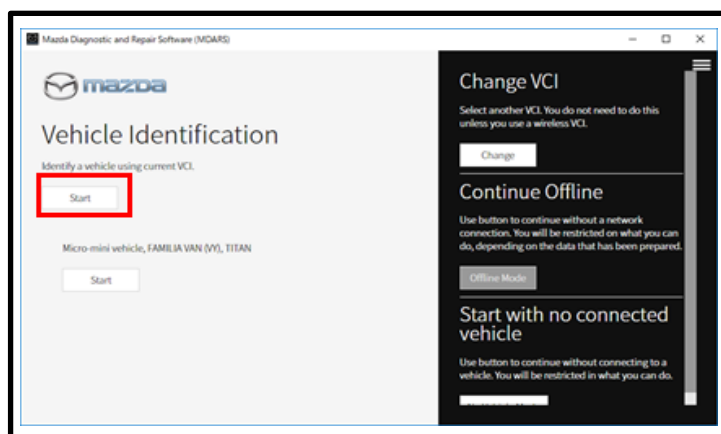 Mazda Diagnostic and Repair Software (MDARS)
mazda
Vehicle Identification
Identify a vehicle using current VCI.
Start
Micro-mini vehicle, FAMILIA VAN (VY), TITAN
Start
Change VCI
Select another VCI. You do not need to do this
unless you use a wireless VCI.
Change
Continue Offline
Use button to continue without a network
connection. You will be restricted on what you can
do, depending on the data that has been prepared.
Offline Mode
Start with no connected
vehicle
Use button to continue without connecting to a
vehicle. You will be restricted in what you can do.